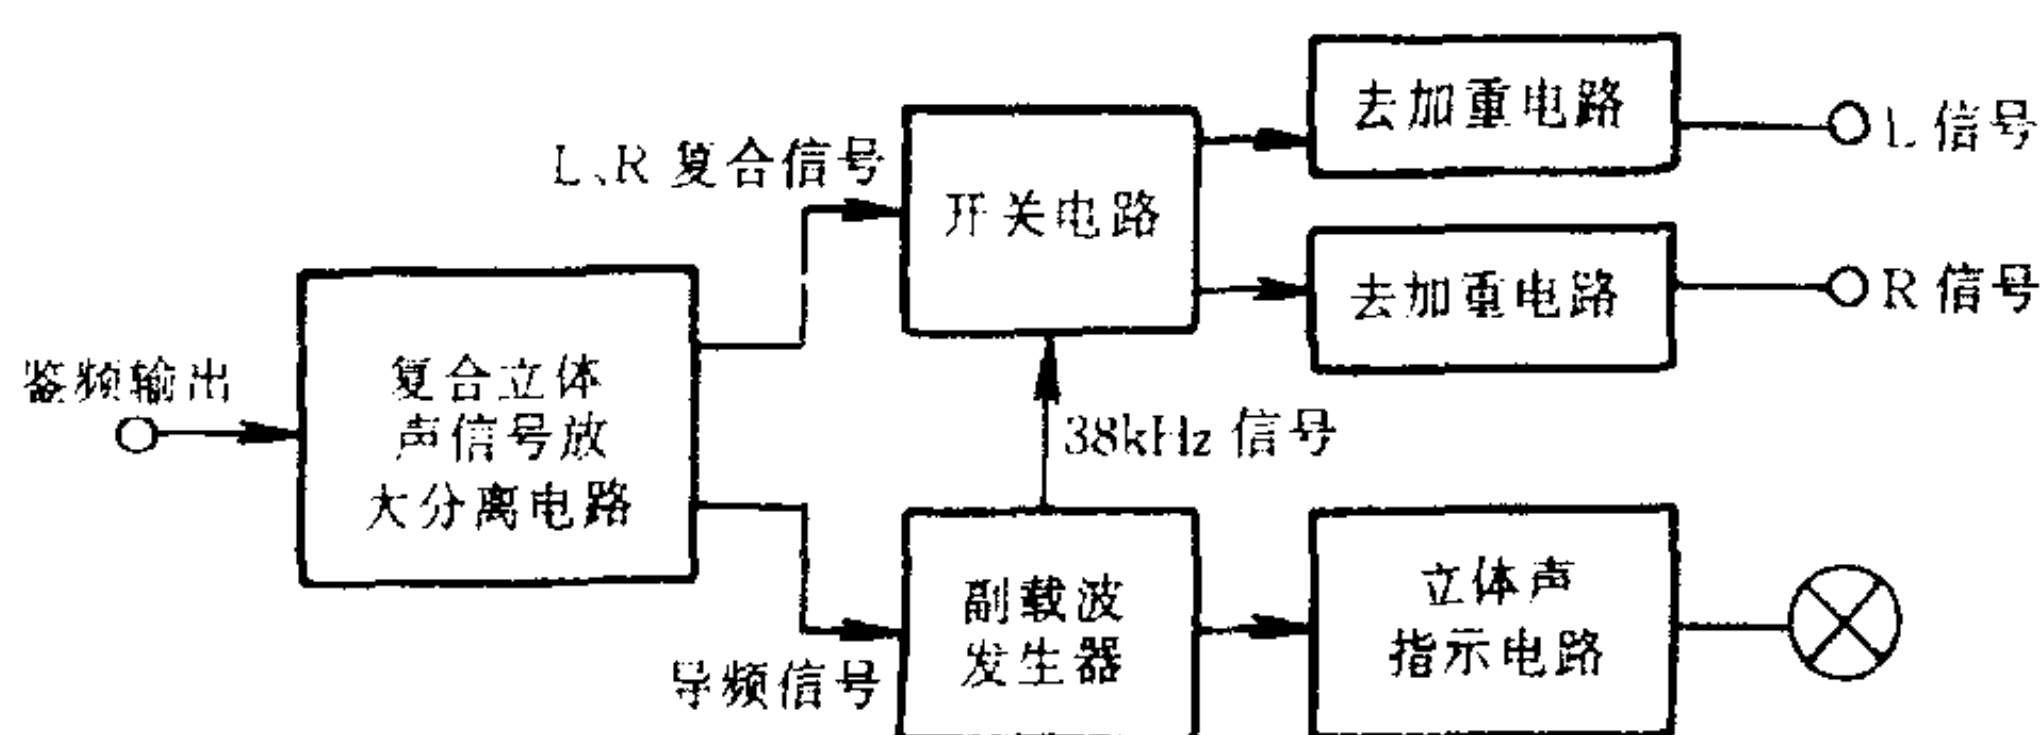 鉴频输出
复合立体
声信号放
大分离电路
L、R 复合信号
导频信号
开关电路
38kHz 信号
副载波
发生器
去加重电路
L 信号
去加重电路
R 信号
立体声
指示电路